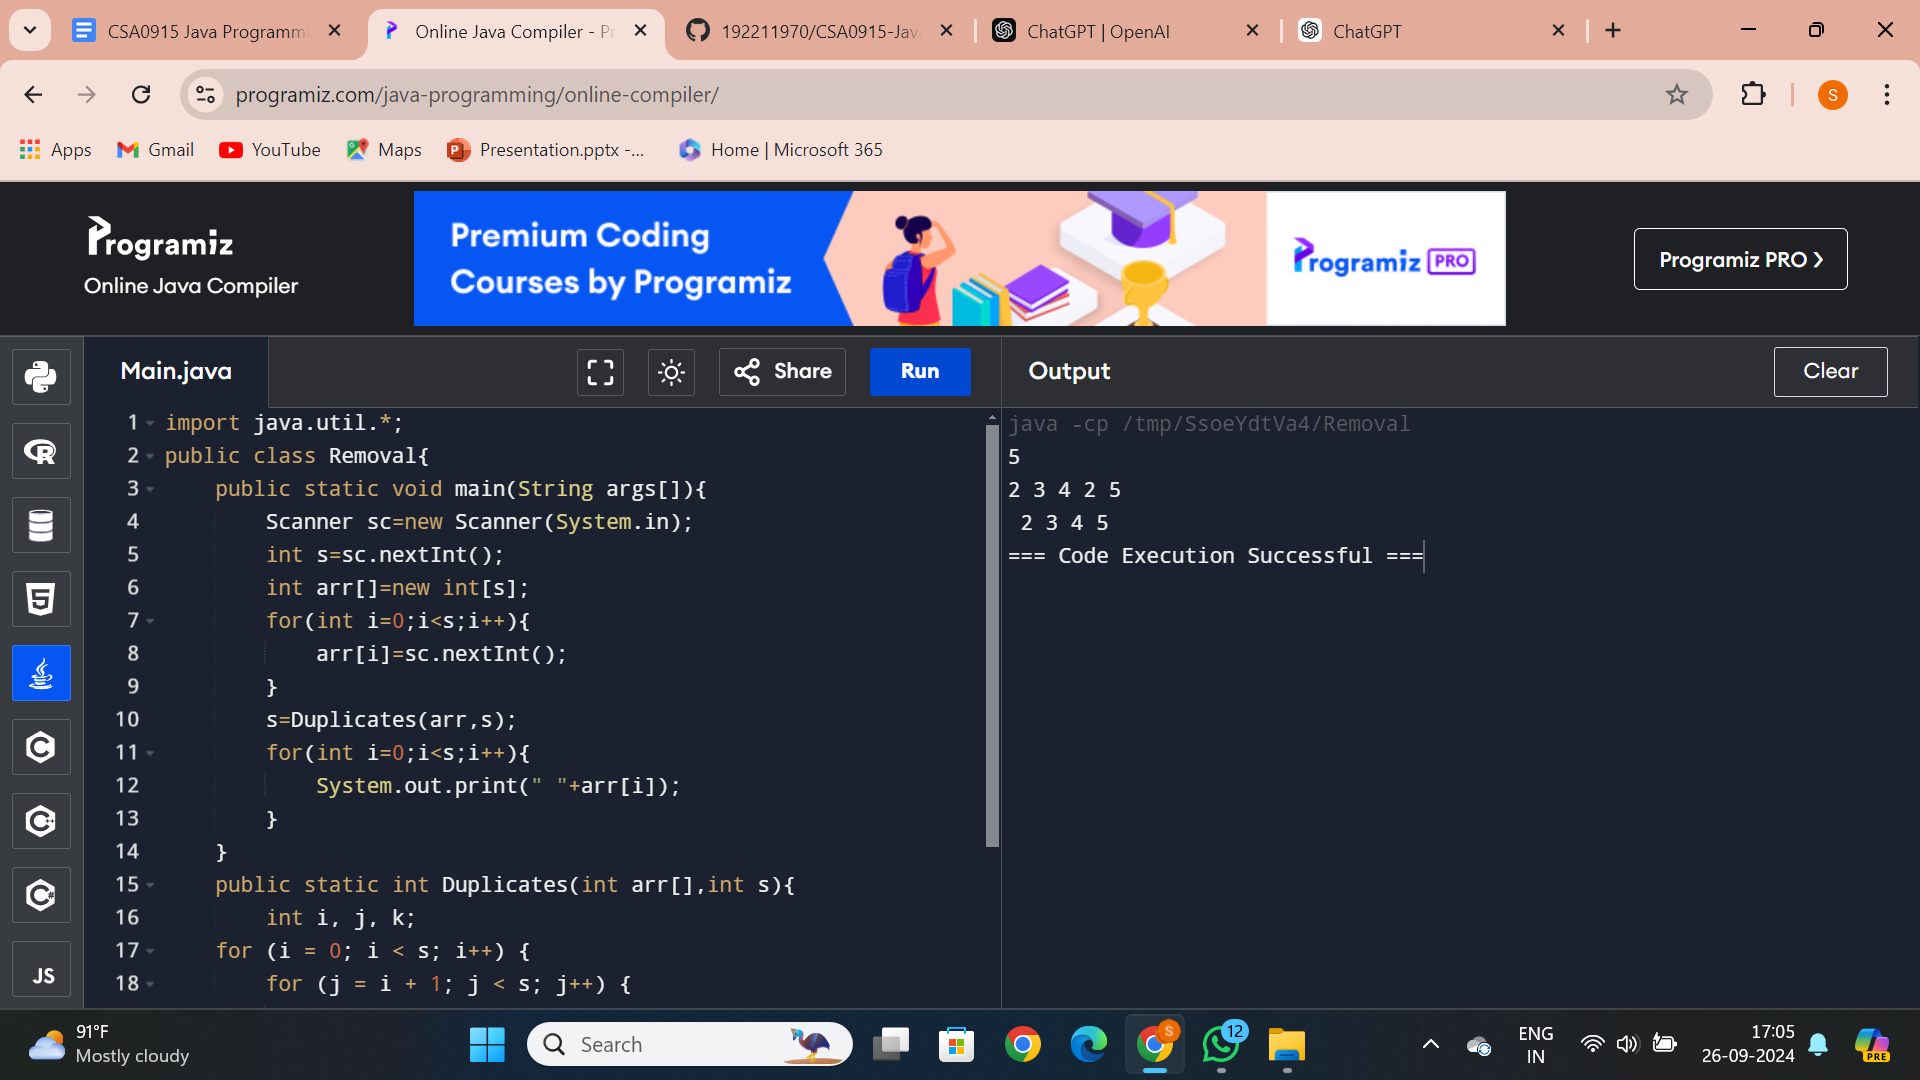 CSA0915 Java Programmi
Online Java Compiler - Pr
192211970/CSA0915-Jav
ChatGPT | OpenAI
ChatGPT
programiz.com/java-programming/online-compiler/
S
Apps
Gmail
YouTube
Maps
Presentation.pptx -...
Home | Microsoft 365
Programiz
Online Java Compiler
Premium Coding
Courses by Programiz
Programiz PRO
Programiz PRO ❯
Main.java
Share
Run
Output
Clear
1 import java.util.*;
2 public class Removal{
3 public static void main(String args[]){
4 Scanner sc=new Scanner(System.in);
5 int s=sc.nextInt();
6 int arr[]=new int[s];
7 for(int i=0;i<s;i++){
8 arr[i]=sc.nextInt();
9 }
10 s=Duplicates(arr,s);
11 for(int i=0;i<s;i++){
12 System.out.print(" "+arr[i]);
13 }
14 }
15 public static int Duplicates(int arr[],int s){
16 int i, j, k;
17 for (i = 0; i < s; i++) {
18 for (j = i + 1; j < s; j++) {
java -cp /tmp/SsoeYdtVa4/Removal
5
2 3 4 2 5
2 3 4 5
=== Code Execution Successful ===
R
5
C
C++
C#
JS
91°F
Mostly cloudy
Search
S
12
ENG
IN
17:05
26-09-2024
PRE